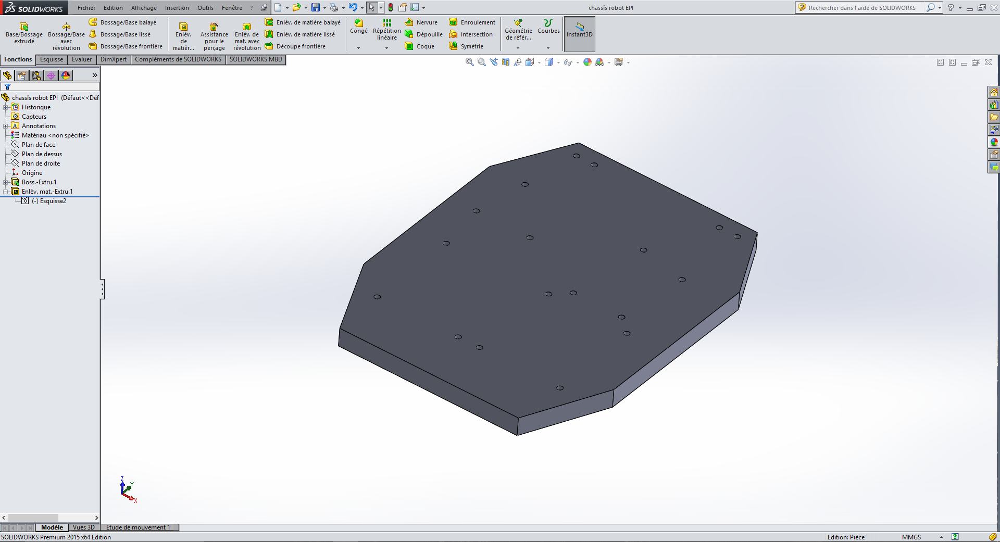 SOLIDWORKS
Fichier Edition Affichage Insertion Outils Fenêtre ?
chassîs robot EPI
Rechercher dans l'aide de SOLIDWORKS
Base/Bossage extrudé
Bossage/Base avec révolution
Bossage/Base balayé
Bossage/Base lissé
Bossage/Base frontière
Enlèv. de matièr...
Assistance pour le perçage
Enlèv. de mat. avec révolution
Enlèv. de matière balayé
Enlèv. de matière lissé
Découpe frontière
Congé
Répétition linéaire
Nervure
Dépouille
Coque
Enroulement
Intersection
Symétrie
Géométrie de référ...
Courbes
Instant3D
Fonctions Esquisse Evaluer DimXpert Compléments de SOLIDWORKS SOLIDWORKS MBD
chassîs robot EPI (Défaut<<Déf
Historique
Capteurs
Annotations
Matériau <non spécifié>
Plan de face
Plan de dessus
Plan de droite
Origine
Boss.-Extru.1
Enlèv. mat.-Extru.1
(-) Esquisse2
Z
Y
X
Modèle Vues 3D Etude de mouvement 1
SOLIDWORKS Premium 2015 x64 Edition
Edition: Pièce
MMGS